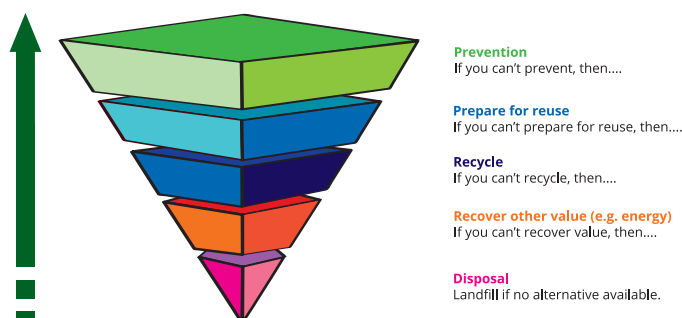 Prevention
If you can't prevent, then....
Prepare for reuse
If you can't prepare for reuse, then....
Recycle
If you can't recycle, then....
Recover other value (e.g. energy)
If you can't recover value, then....
Disposal
Landfill if no alternative available.